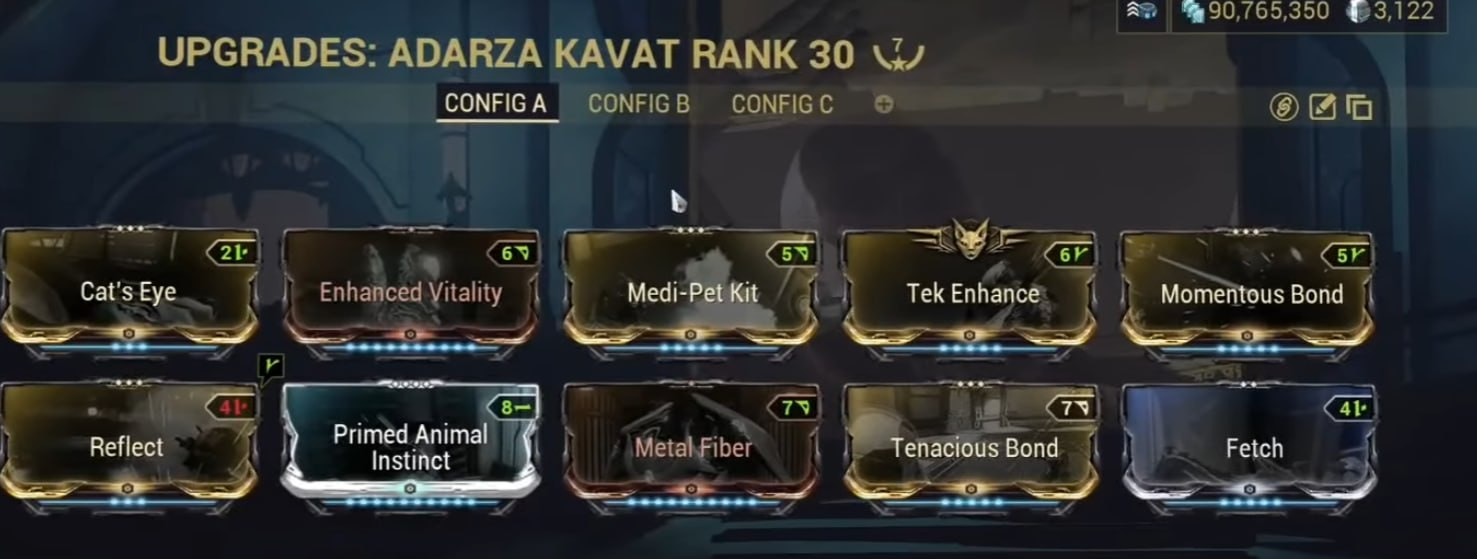 90,765,350 3,122
UPGRADES: ADARZA KAVAT RANK 30 7
CONFIG A CONFIG B CONFIG C
21 6 5 6 5
Cat's Eye Enhanced Vitality Medi-Pet Kit Tek Enhance Momentous Bond
41 8 7 7 41
Reflect Primed Animal Metal Fiber Tenacious Bond Fetch
Instinct